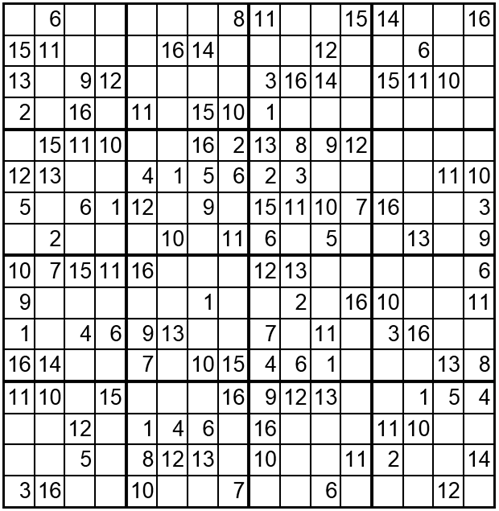 6 8 11 15 14 16
15 11 16 14 12 6
13 9 12 3 16 14 15 11 10
2 16 11 15 10 1
15 11 10 16 2 13 8 9 12
12 13 4 1 5 6 2 3 11 10
5 6 1 12 9 15 11 10 7 16 3
2 10 11 6 5 13 9
10 7 15 11 16 12 13 6
9 1 2 16 10 11
1 4 6 9 13 7 11 3 16
16 14 7 10 15 4 6 1 13 8
11 10 15 16 9 12 13 1 5 4
12 1 4 6 16 11 10
5 8 12 13 10 11 2 14
3 16 10 7 6 12